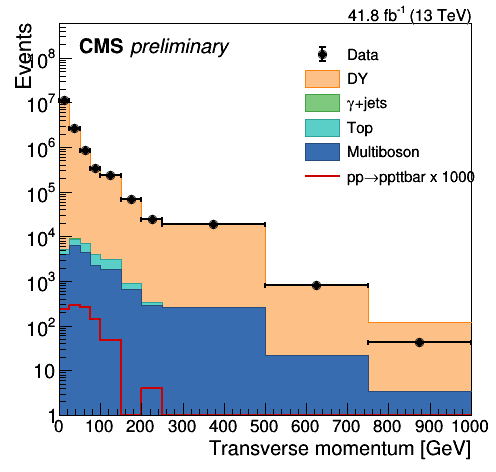 41.8 fb⁻¹ (13 TeV)
CMS preliminary
Events
Data
DY
γ+jets
Top
Multiboson
pp→ppttbar x 1000
10⁸
10⁷
10⁶
10⁵
10⁴
10³
10²
10
1
0 100 200 300 400 500 600 700 800 900 1000
Transverse momentum [GeV]